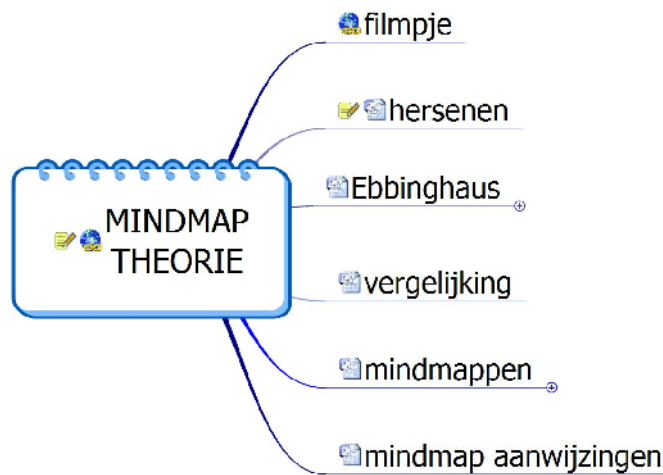 filmpje
hersenen
Ebbinghaus
MINDMAP
THEORIE
vergelijking
mindmappen
mindmap aanwijzingen